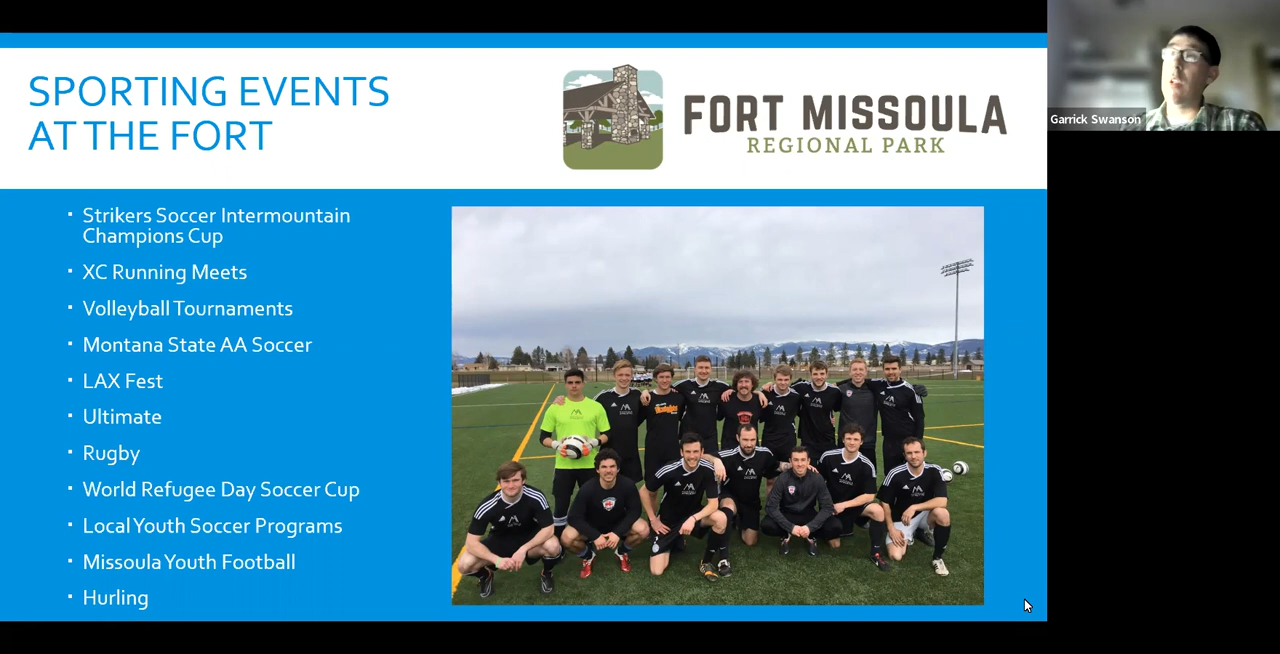 SPORTING EVENTS
AT THE FORT
FORT MISSOULA
REGIONAL PARK
Garrick Swanson
▪ Strikers Soccer Intermountain
Champions Cup
▪ XC Running Meets
▪ Volleyball Tournaments
▪ Montana State AA Soccer
▪ LAX Fest
▪ Ultimate
▪ Rugby
▪ World Refugee Day Soccer Cup
▪ Local Youth Soccer Programs
▪ Missoula Youth Football
▪ Hurling